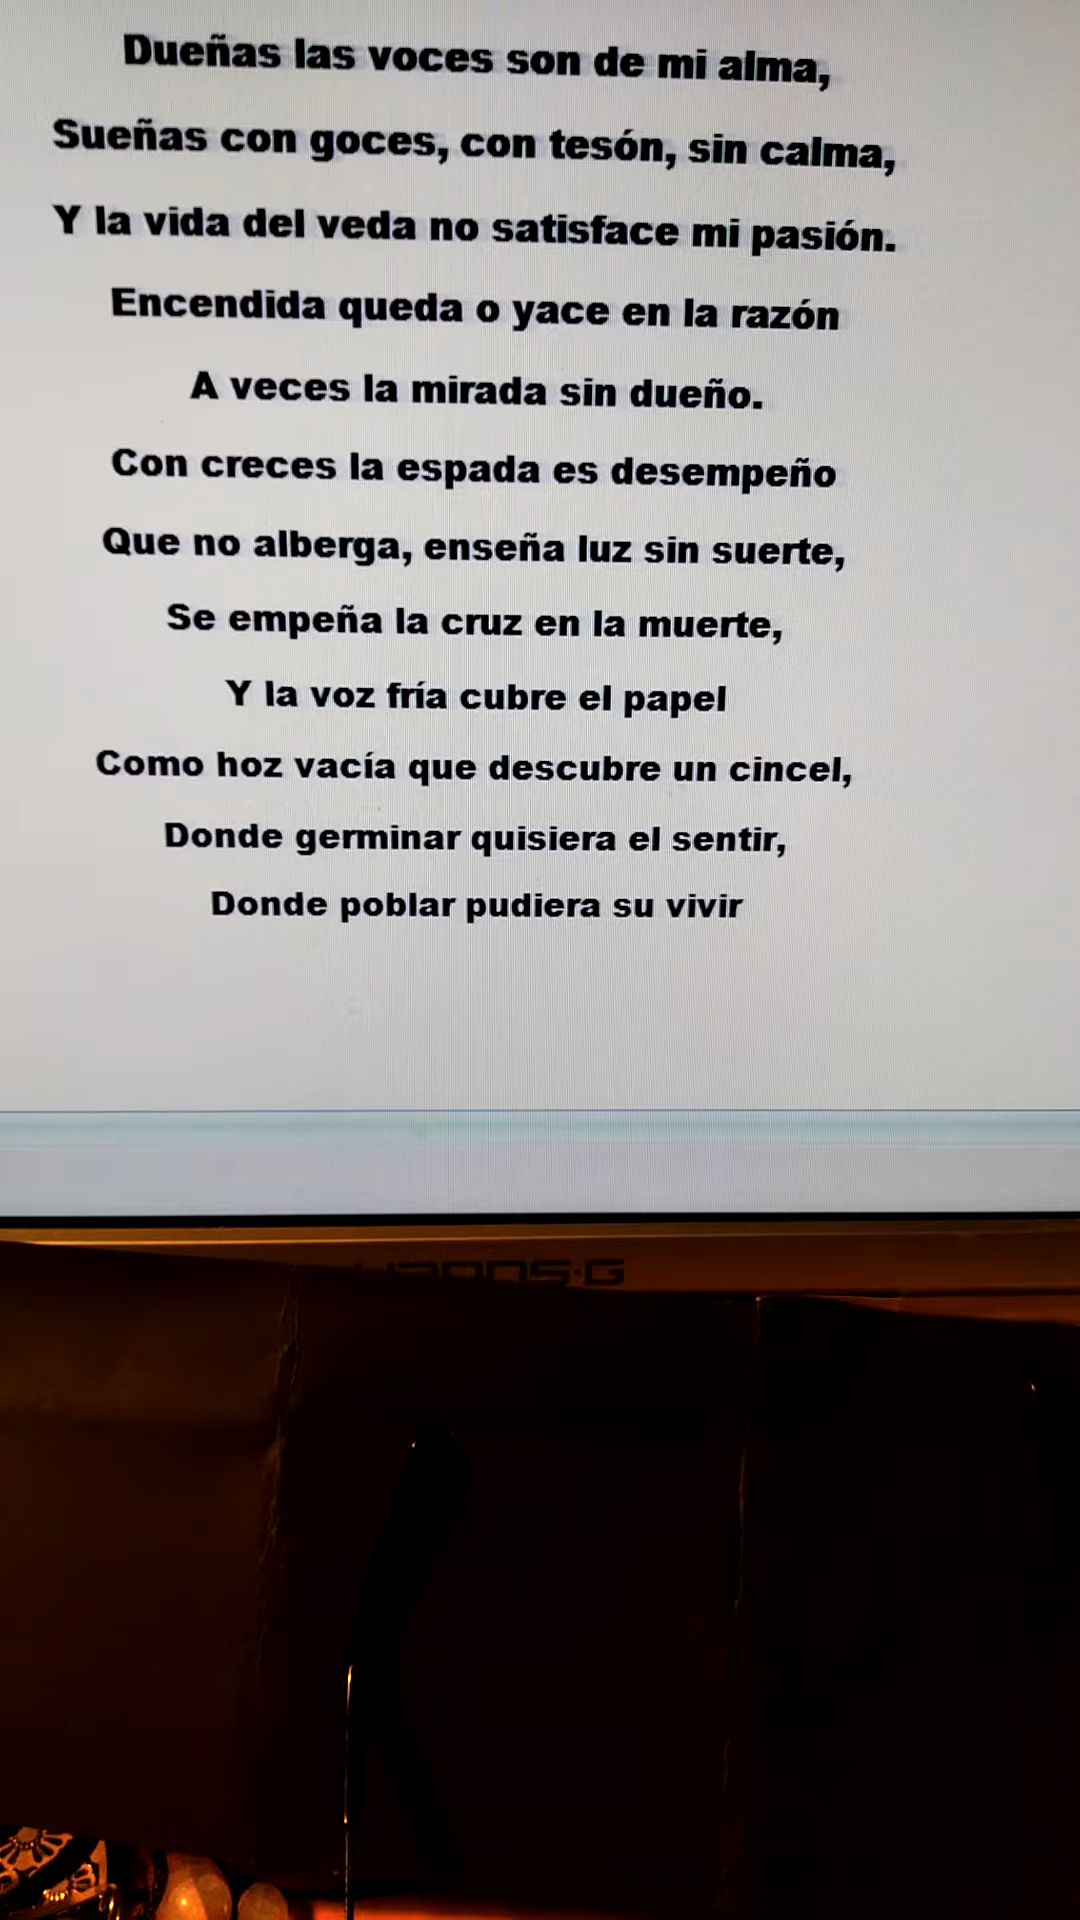 Dueñas las voces son de mi alma,
Sueñas con goces, con tesón, sin calma,
Y la vida del veda no satisface mi pasión.
Encendida queda o yace en la razón
A veces la mirada sin dueño.
Con creces la espada es desempeño
Que no alberga, enseña luz sin suerte,
Se empeña la cruz en la muerte,
Y la voz fría cubre el papel
Como hoz vacía que descubre un cincel,
Donde germinar quisiera el sentir,
Donde poblar pudiera su vivir